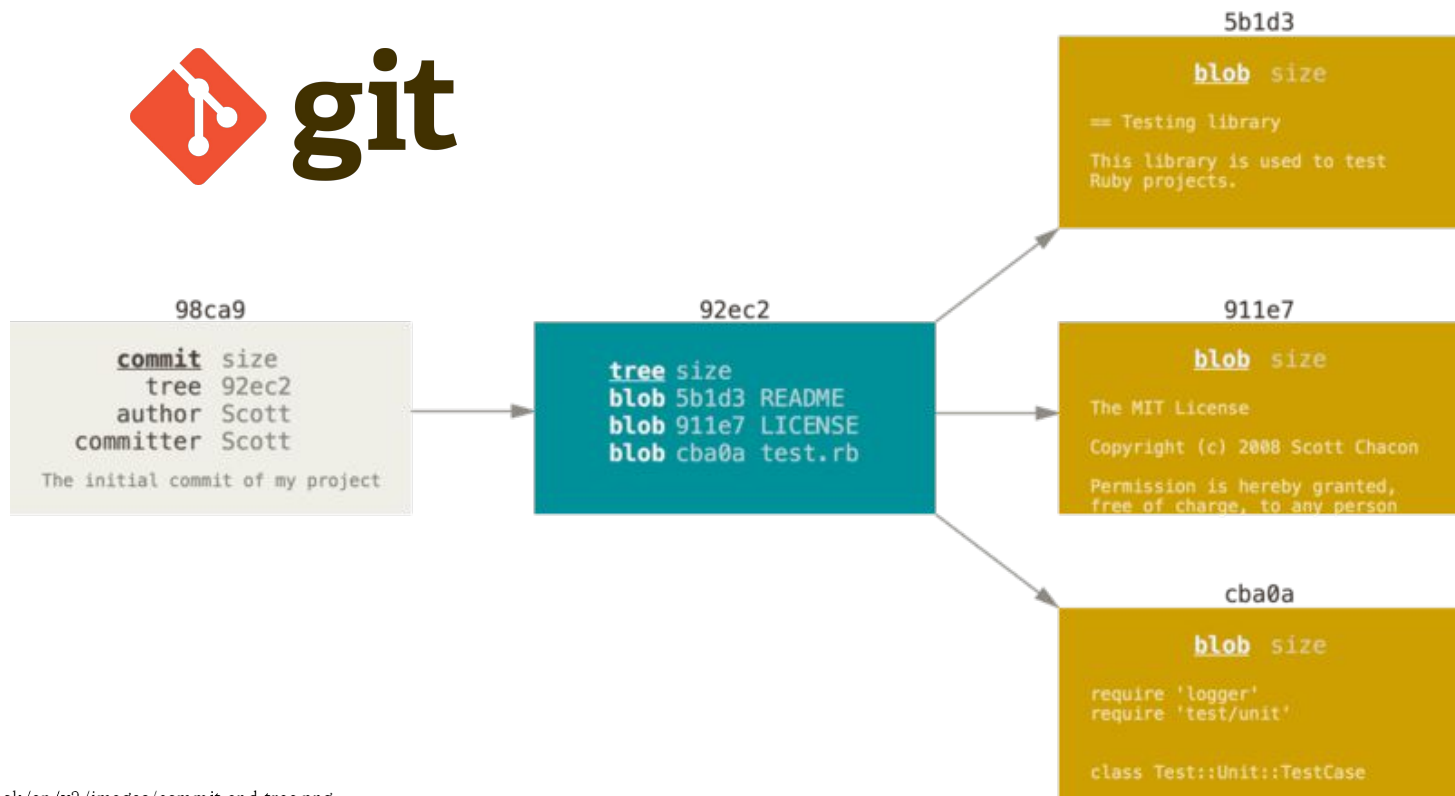 git
98ca9
commit size
tree 92ec2
author Scott
committer Scott
The initial commit of my project
92ec2
tree size
blob 5b1d3 README
blob 911e7 LICENSE
blob cba0a test.rb
5b1d3
blob size
== Testing library
This library is used to test
Ruby projects.
911e7
blob size
The MIT License
Copyright (c) 2008 Scott Chacon
Permission is hereby granted,
free of charge, to any person
cba0a
blob size
require 'logger'
require 'test/unit'
class Test::Unit::TestCase